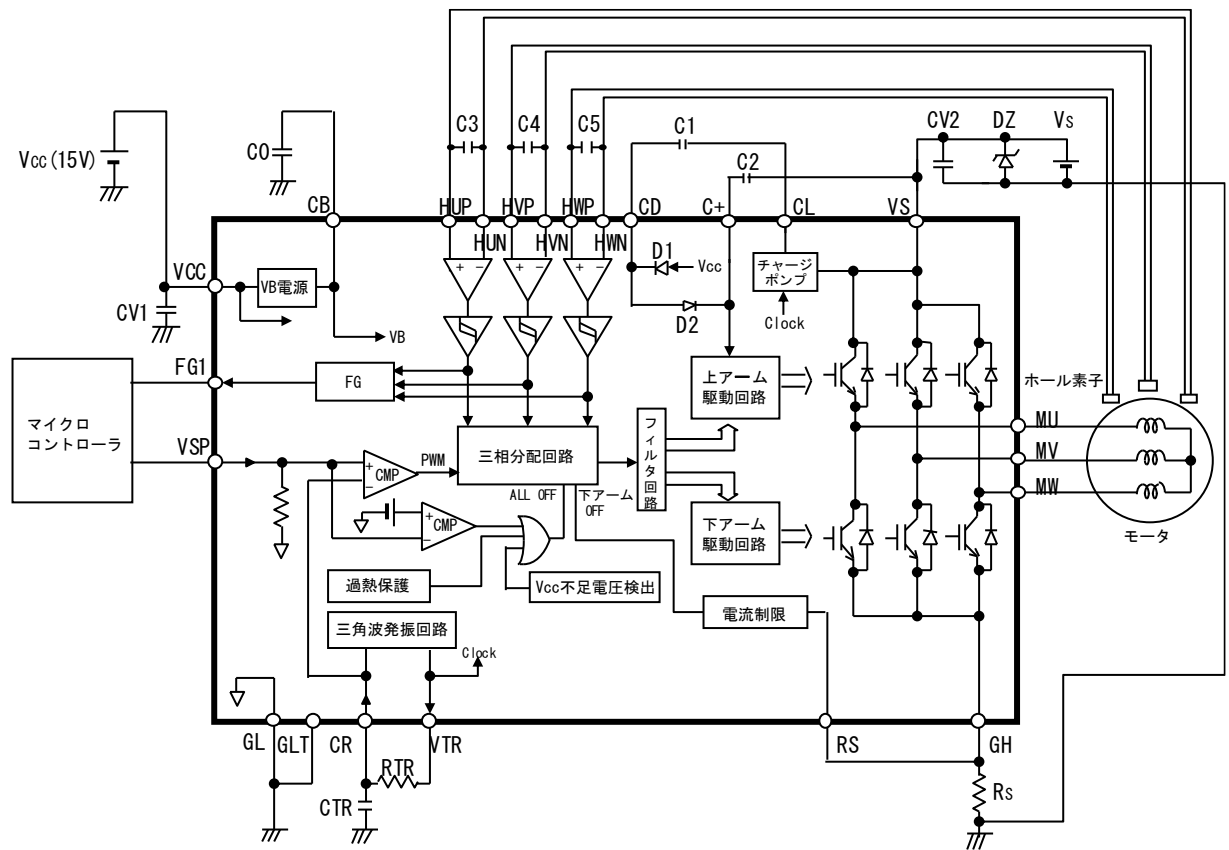 C3
C4
C5
C1
C2
CV2
DZ
VS
VCC (15V)
C0
CB
HUP
HVP
HWP
CD
C+
CL
VS
HUN
HVN
HWN
VCC
VB電源
CV1
VB
D1
Vcc
D2
チャージ
ポンプ
Clock
+ −
+ −
+ −
FG1
FG
上アーム
駆動回路
ホール素子
マイクロ
コントローラ
VSP
+
−
CMP
PWM
三相分配回路
フィルタ回路
MU
MV
MW
モータ
ALL OFF
下アーム
OFF
+
−
CMP
下アーム
駆動回路
過熱保護
Vcc不足電圧検出
電流制限
三角波発振回路
Clock
GL
GLT
CR
VTR
RS
GH
RTR
CTR
RS